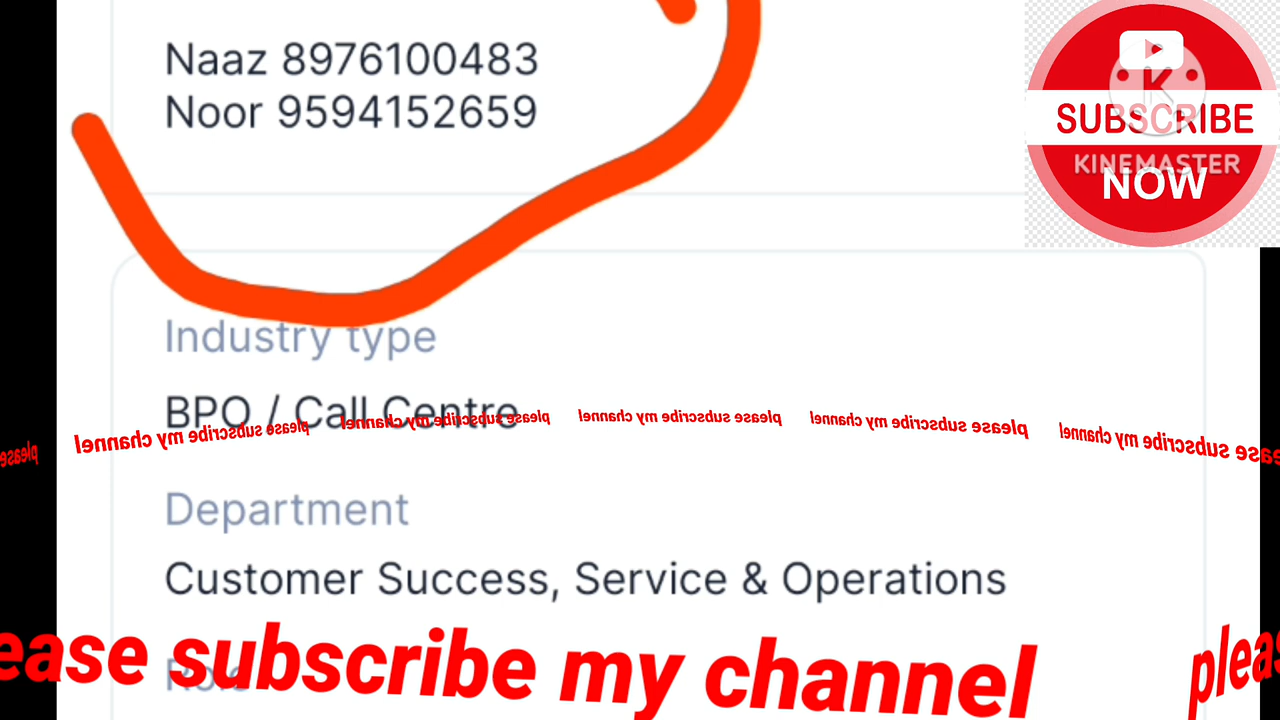 Naaz 8976100483
Noor 9594152659
SUBSCRIBE
KINEMASTER
NOW
Industry type
BPO / Call Centre
please please subscribe my channel please subscribe my channel please subscribe my channel please subscribe my channel please subscribe my channel
Department
Customer Success, Service & Operations
Role
ease subscribe my channel pleas